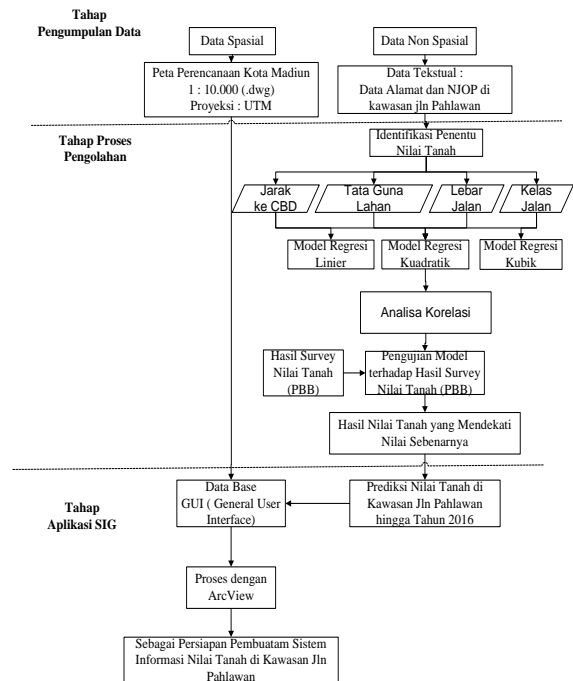 Tahap
Pengumpulan Data
Data Spasial
Data Non Spasial
Peta Perencanaan Kota Madiun
1 : 10.000 (.dwg)
Proyeksi : UTM
Data Tekstual :
Data Alamat dan NJOP di
kawasan jln Pahlawan
Tahap Proses
Pengolahan
Identifikasi Penentu
Nilai Tanah
Jarak
ke CBD
Tata Guna
Lahan
Lebar
Jalan
Kelas
Jalan
Model Regresi
Linier
Model Regresi
Kuadratik
Model Regresi
Kubik
Analisa Korelasi
Hasil Survey
Nilai Tanah
(PBB)
Pengujian Model
terhadap Hasil Survey
Nilai Tanah (PBB)
Hasil Nilai Tanah yang Mendekati
Nilai Sebenarnya
Tahap
Aplikasi SIG
Data Base
GUI ( General User
Interface)
Prediksi Nilai Tanah di
Kawasan Jln Pahlawan
hingga Tahun 2016
Proses dengan
ArcView
Sebagai Persiapan Pembuatam Sistem
Informasi Nilai Tanah di Kawasan Jln
Pahlawan